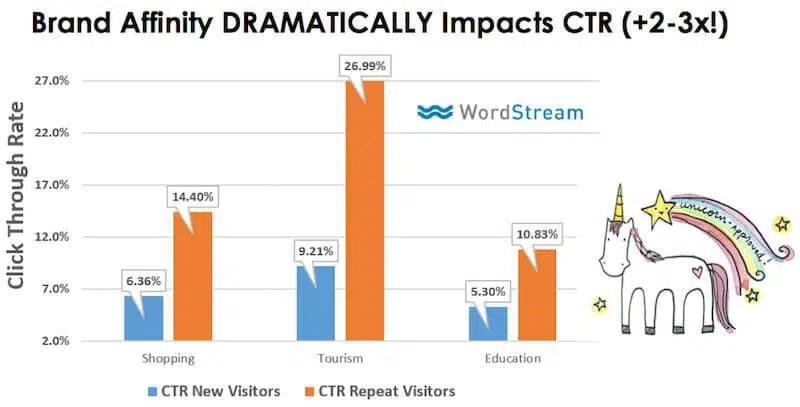 Brand Affinity DRAMATICALLY Impacts CTR (+2-3x!)
Click Through Rate
27.0%
22.0%
17.0%
12.0%
7.0%
2.0%
6.36%
14.40%
9.21%
26.99%
5.30%
10.83%
WordStream
unicorn-approved!
Shopping
Tourism
Education
CTR New Visitors
CTR Repeat Visitors